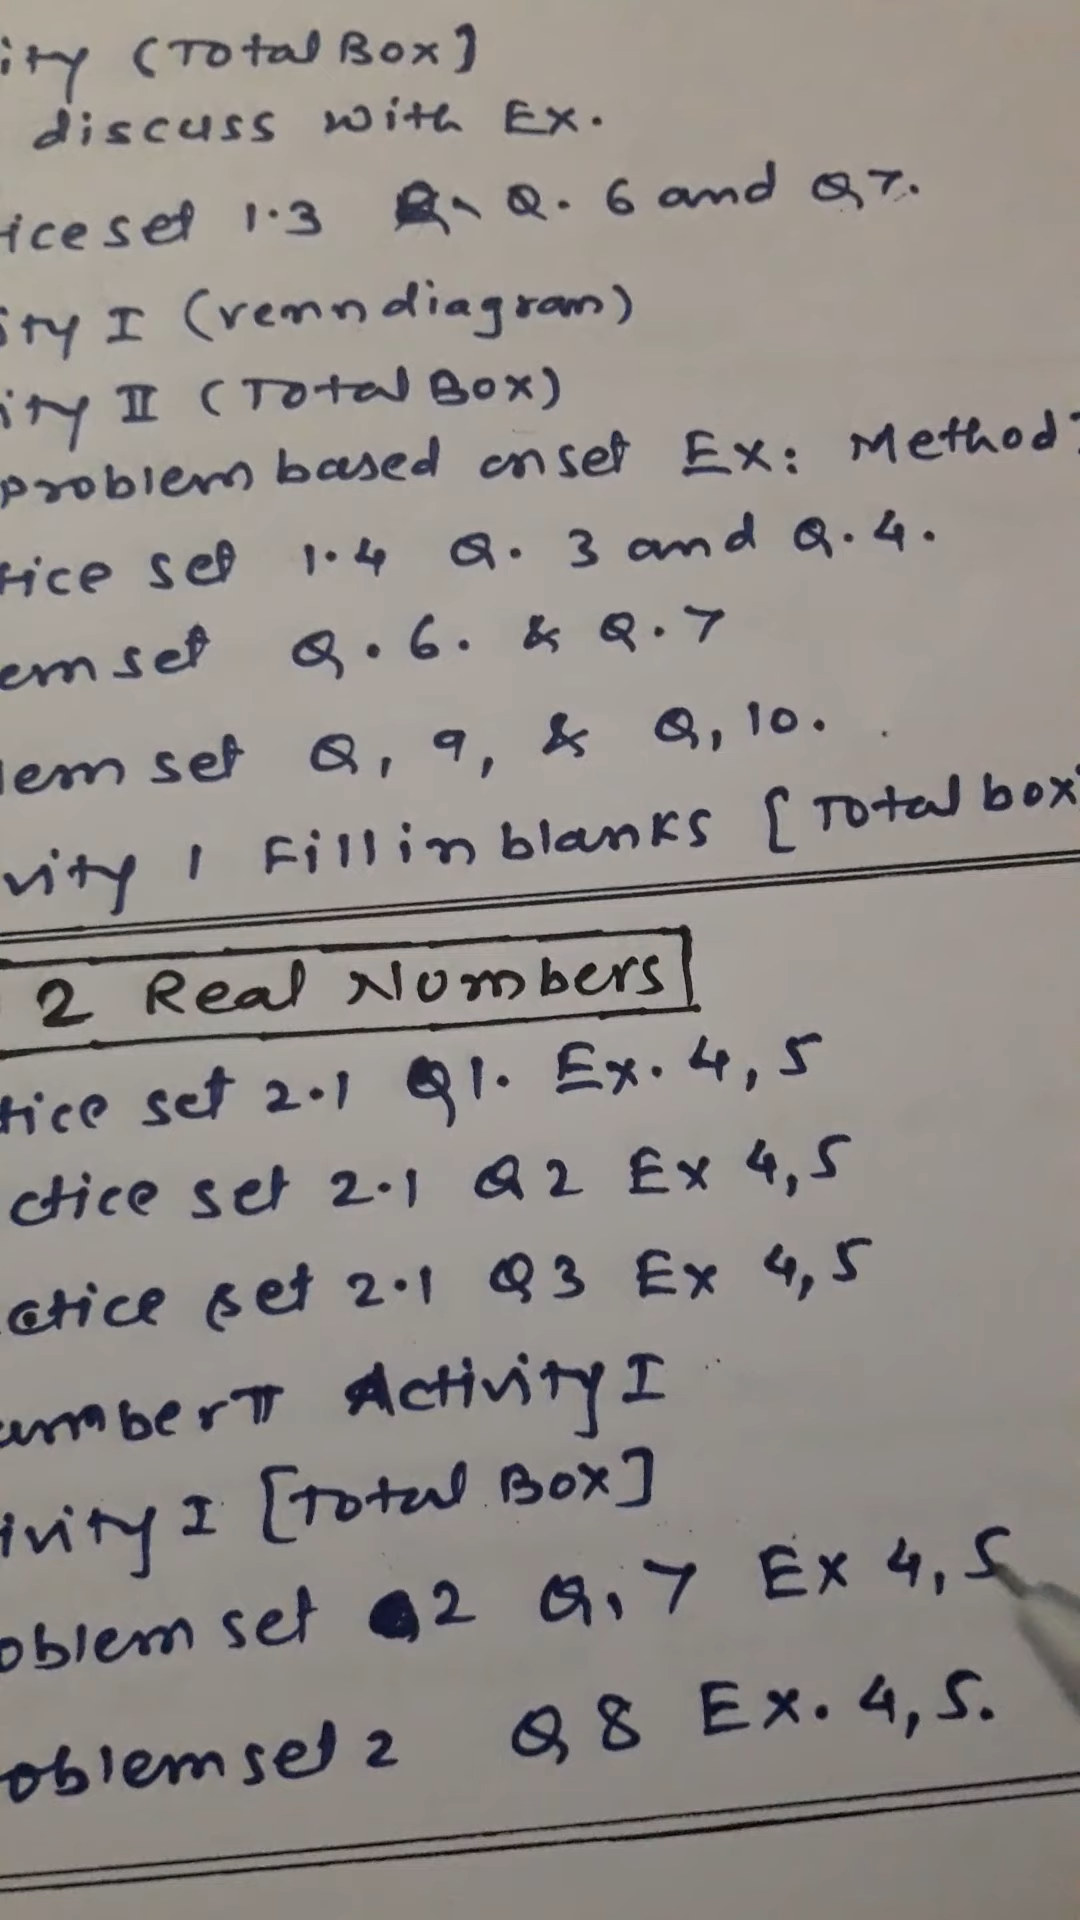 ity (Total Box]
discuss with Ex.
ice set 1.3 Q. 6 and Q7.
ity I (venn diagram)
ity II (Total Box)
problem based on set Ex: Method
tice set 1.4 Q. 3 and Q.4.
em set Q.6. & Q.7
lem set Q, 9, & Q, 10.
vity 1 Fill in blanks [Total box
2 Real Nombers
tice set 2.1 Q1. Ex. 4,5
ctice set 2.1 Q2 Ex 4,5
ctice set 2.1 Q3 Ex 4,5
umber π Activity I
ivity I [Total Box]
oblem set 2 Q,7 Ex 4,5
oblem set 2 Q8 Ex. 4,5.